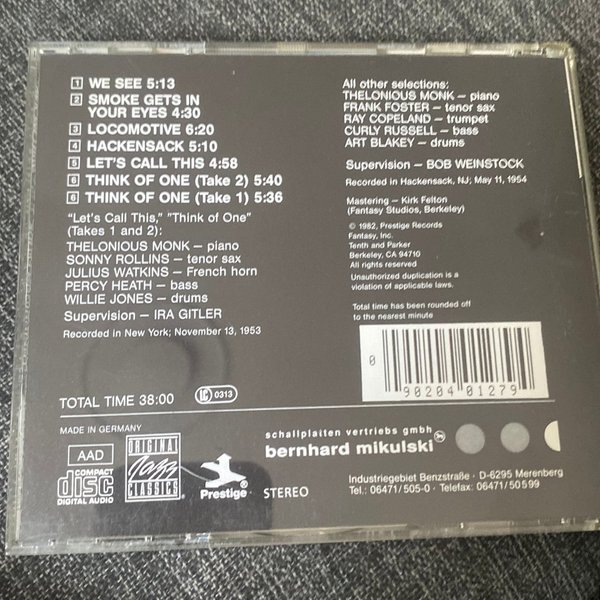 1 WE SEE 5:13
2 SMOKE GETS IN
YOUR EYES 4:30
3 LOCOMOTIVE 6:20
4 HACKENSACK 5:10
5 LET'S CALL THIS 4:58
6 THINK OF ONE (Take 2) 5:40
6 THINK OF ONE (Take 1) 5:36
"Let's Call This," "Think of One"
(Takes 1 and 2):
THELONIOUS MONK – piano
SONNY ROLLINS – tenor sax
JULIUS WATKINS – French horn
PERCY HEATH – bass
WILLIE JONES – drums
Supervision – IRA GITLER
Recorded in New York; November 13, 1953
TOTAL TIME 38:00
LC 0313
All other selections:
THELONIOUS MONK – piano
FRANK FOSTER – tenor sax
RAY COPELAND – trumpet
CURLY RUSSELL – bass
ART BLAKEY – drums
Supervision – BOB WEINSTOCK
Recorded in Hackensack, NJ; May 11, 1954
Mastering – Kirk Felton
(Fantasy Studios, Berkeley)
© 1982, Prestige Records
Fantasy, Inc.
Tenth and Parker
Berkeley, CA 94710
All rights reserved
Unauthorized duplication is a
violation of applicable laws.
Total time has been rounded off
to the nearest minute
0 90204 01279
MADE IN GERMANY
AAD
COMPACT
disc
DIGITAL AUDIO
ORIGINAL
Jazz
CLASSICS
Prestige®
STEREO
schallplatten vertriebs gmbh
bernhard mikulski
Industriegebiet Benzstraße · D-6295 Merenberg
Tel.: 06471/505-0 · Telefax: 06471/50599